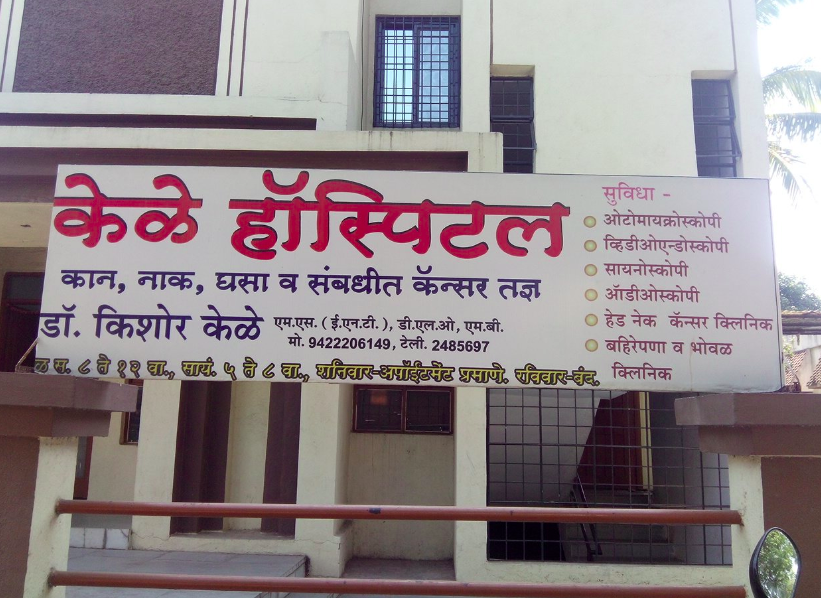 केळे हॉस्पिटल
कान, नाक, घसा व संबधीत कॅन्सर तज्ञ
डॉ. किशोर केळे एम.एस. ( ई.एन.टी. ), डी.एल.ओ, एम.बी.
मो. 9422206149, टेली. 2485697
स. ८ ते १२ वा., सायं. ५ ते ८ वा., शनिवार-अपॉईंटमेंट प्रमाणे. रविवार-बंद.
सुविधा -
ओटोमायक्रोस्कोपी
व्हिडीओएन्डोस्कोपी
सायनोस्कोपी
ऑडीओस्कोपी
हेड नेक कॅन्सर क्लिनिक
बहिरेपणा व भोवळ
क्लिनिक